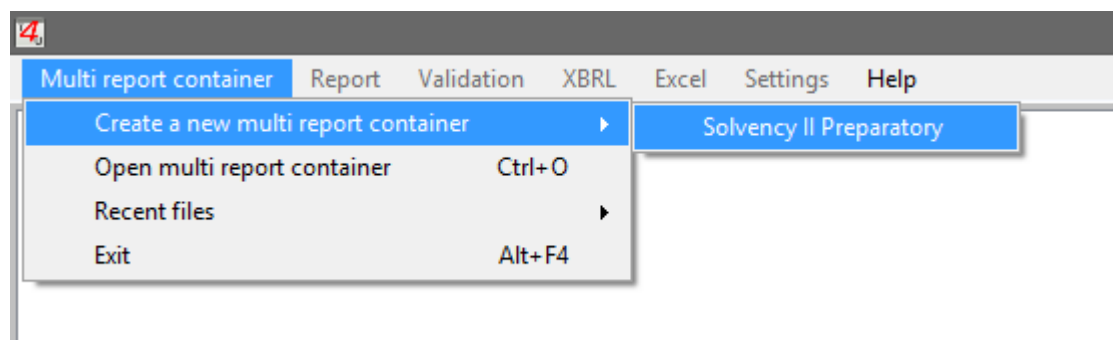 Multi report container Report Validation XBRL Excel Settings Help
Create a new multi report container Solvency II Preparatory
Open multi report container Ctrl+O
Recent files
Exit Alt+F4